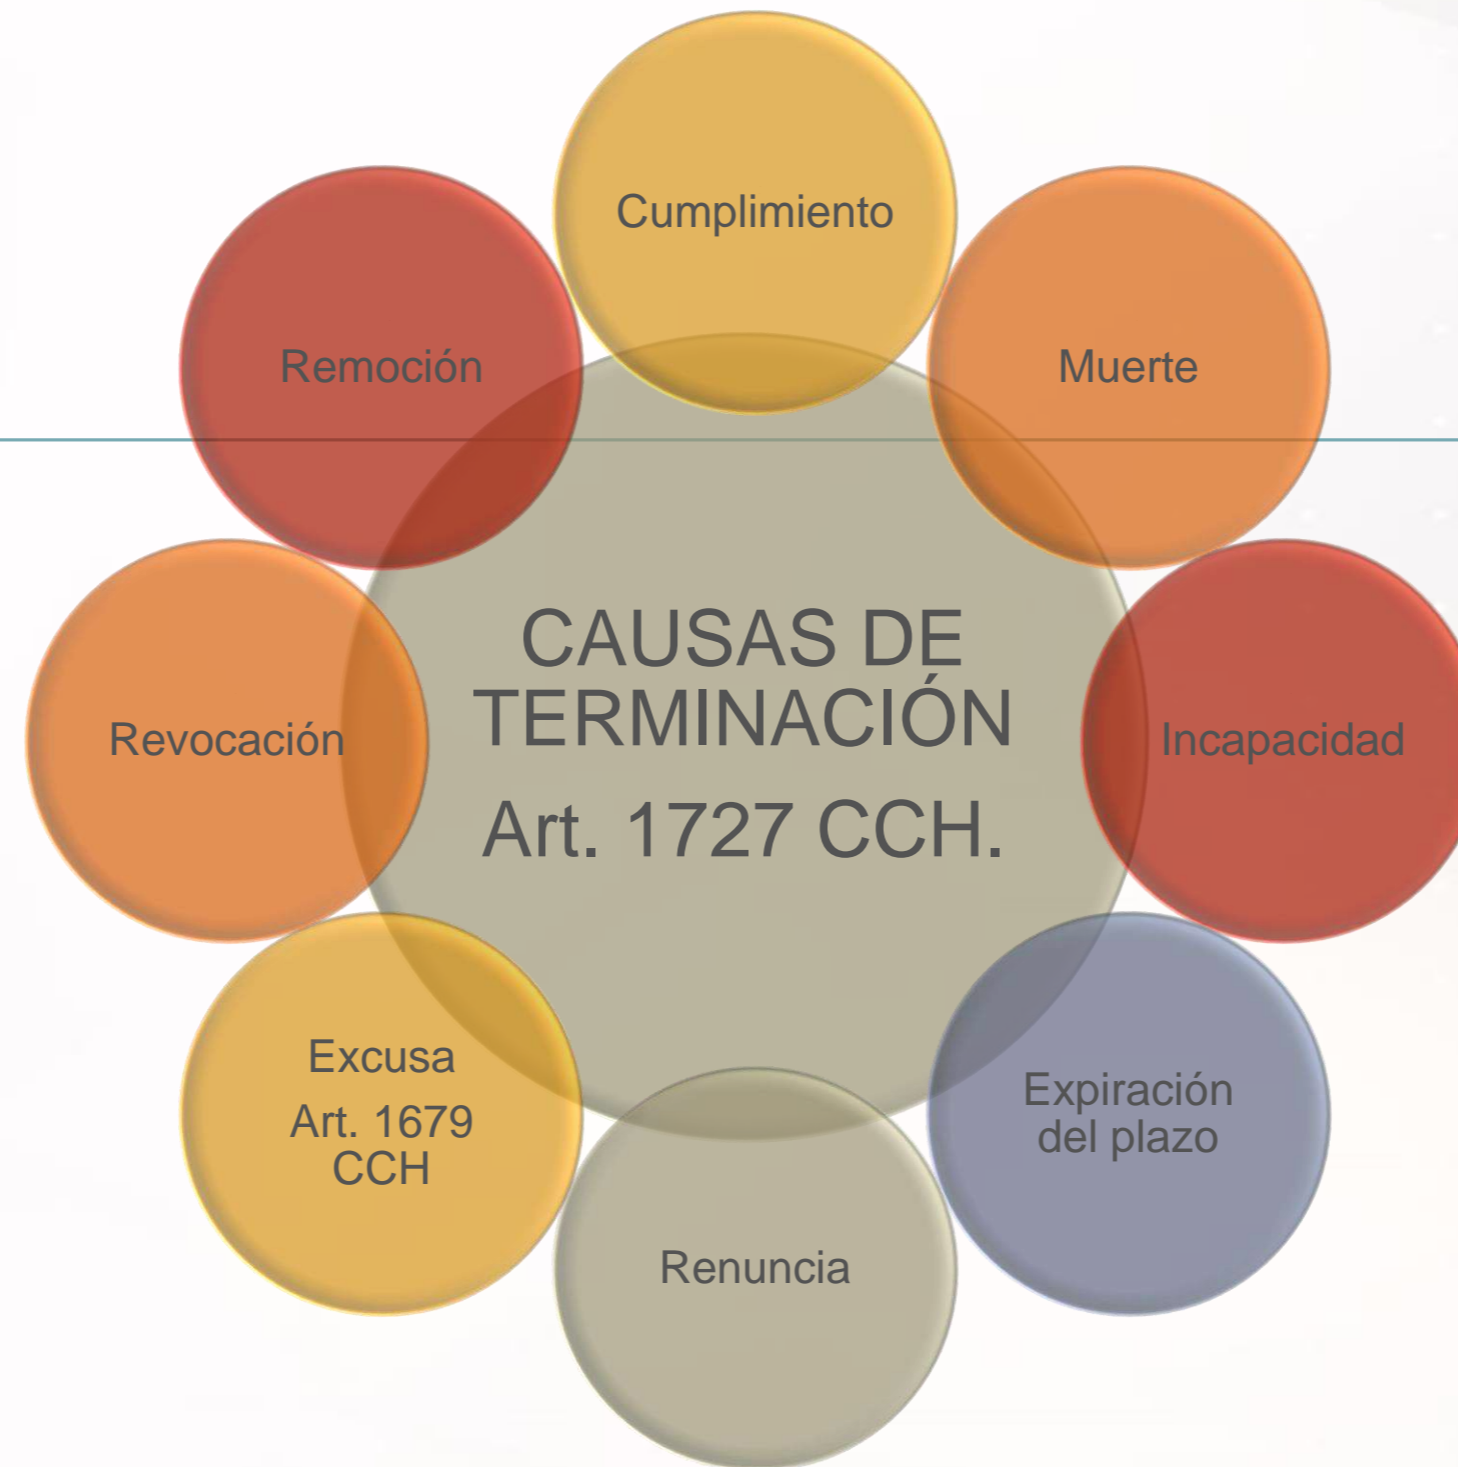 Cumplimiento
Muerte
Remoción
CAUSAS DE
TERMINACIÓN
Art. 1727 CCH.
Incapacidad
Revocación
Expiración
del plazo
Excusa
Art. 1679
CCH
Renuncia